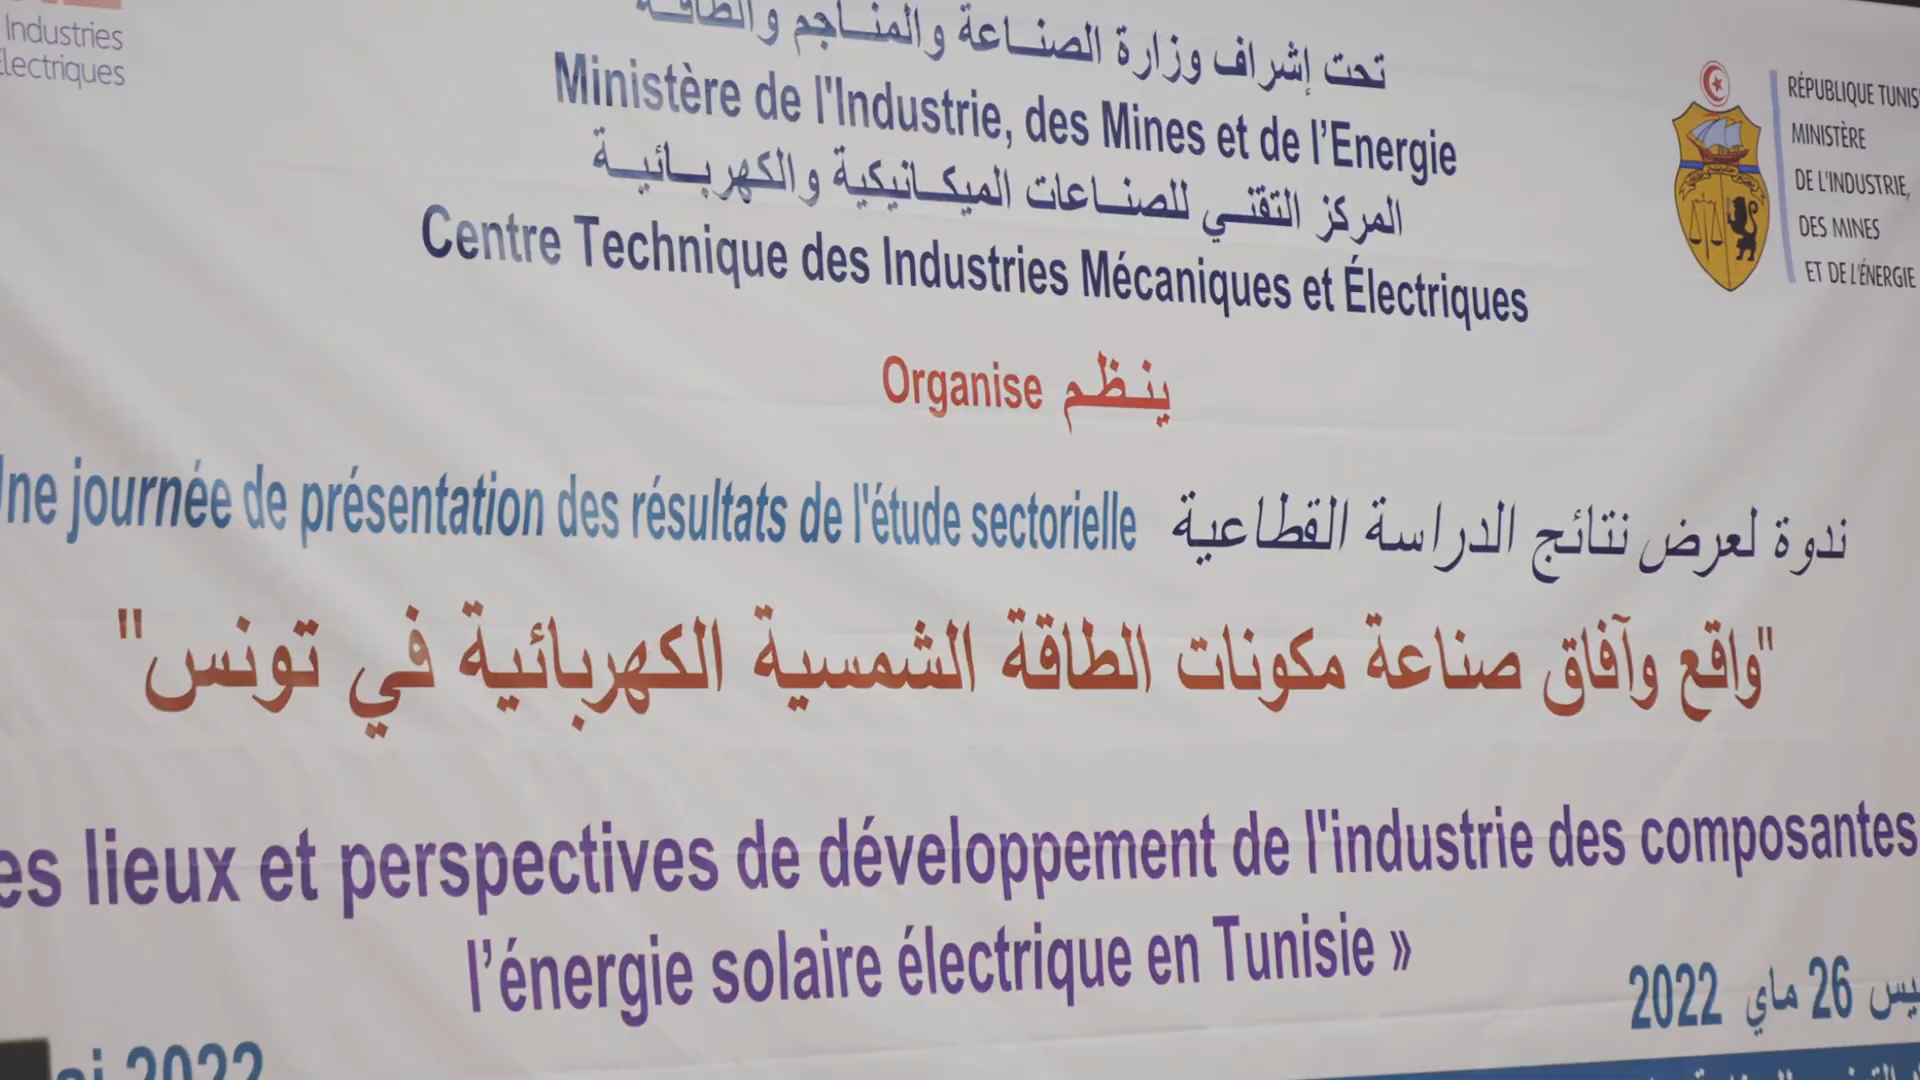 Industries
Électriques
تحت إشراف وزارة الصناعة والمناجم والطاقة
Ministère de l'Industrie, des Mines et de l’Energie
المركز التقني للصناعات الميكانيكية والكهربائية
Centre Technique des Industries Mécaniques et Électriques
RÉPUBLIQUE
MINISTÈRE
DE L'INDUSTRIE,
DES MINES
ET DE L'ÉNERGIE
Organise ينظم
ne journée de présentation des résultats de l'étude sectorielle ندوة لعرض نتائج الدراسة القطاعية
"واقع وآفاق صناعة مكونات الطاقة الشمسية الكهربائية في تونس"
es lieux et perspectives de développement de l'industrie des composantes
l’énergie solaire électrique en Tunisie »
26 ماي 2022
2022